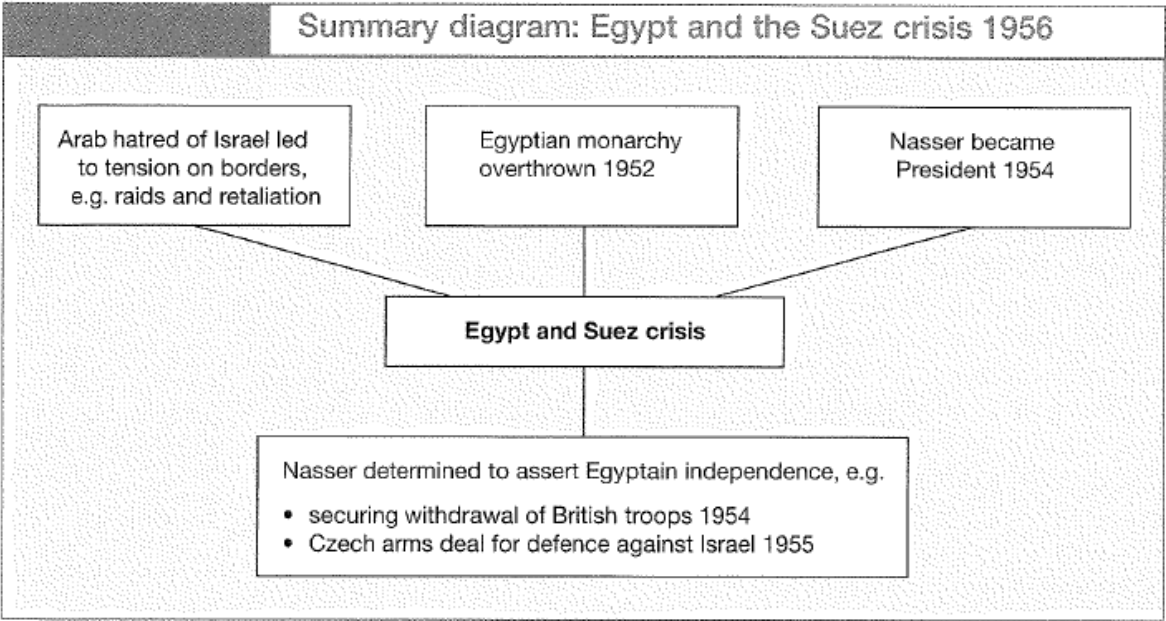 Summary diagram: Egypt and the Suez crisis 1956
Arab hatred of Israel led
to tension on borders,
e.g. raids and retaliation
Egyptian monarchy
overthrown 1952
Nasser became
President 1954
Egypt and Suez crisis
Nasser determined to assert Egyptain independence, e.g.
• securing withdrawal of British troops 1954
• Czech arms deal for defence against Israel 1955